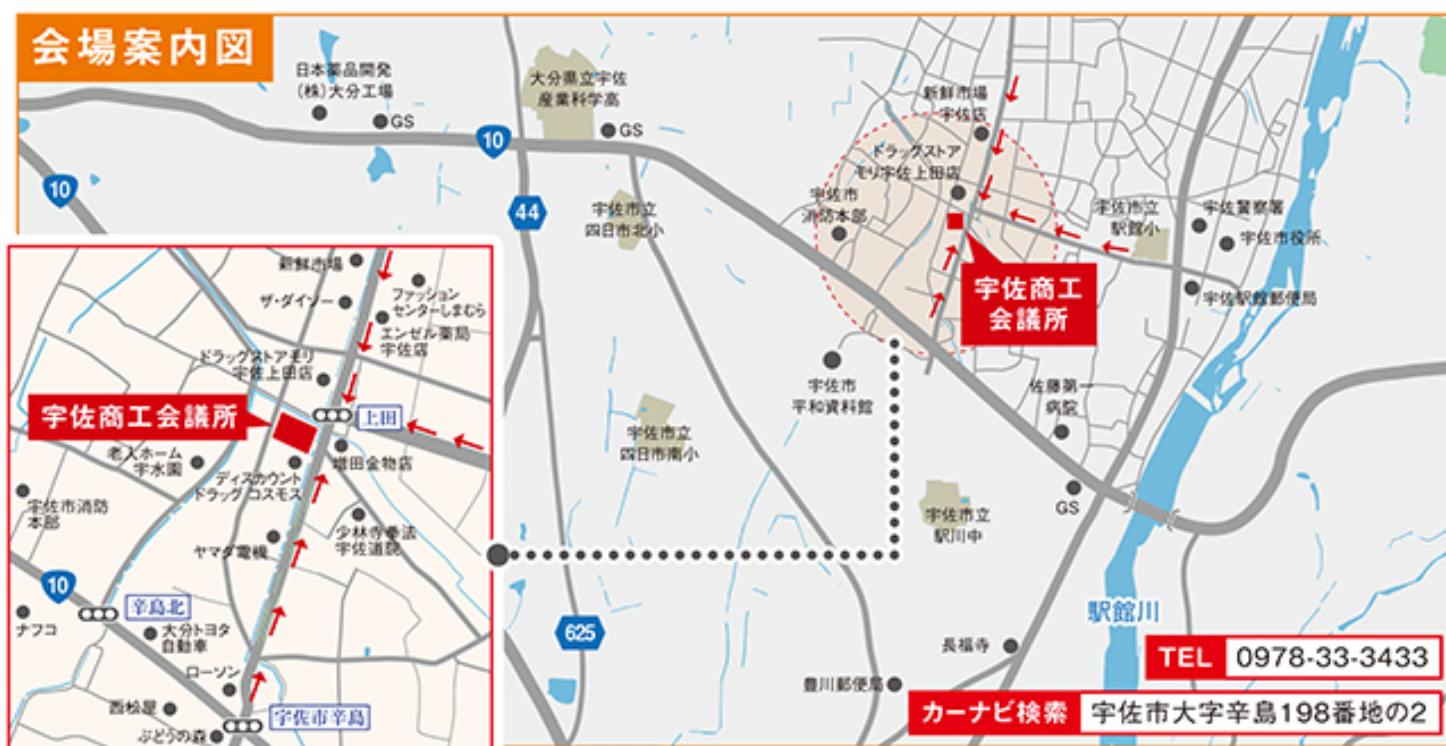 会場案内図
日本薬品開発
(株)大分工場
GS
10
10
大分県立宇佐
産業科学高
GS
44
宇佐市立
四日市北小
新鮮市場
宇佐店
ドラッグストア
モリ宇佐上田店
宇佐市
消防本部
宇佐市立
駅館小
宇佐警察署
宇佐市役所
宇佐駅館郵便局
宇佐商工
会議所
宇佐市
平和資料館
佐藤第一
病院
宇佐市立
四日市南小
GS
宇佐市立
駅川中
駅館川
625
長福寺
豊川郵便局
TEL 0978-33-3433
カーナビ検索 宇佐市大字辛島198番地の2
新鮮市場
ザ・ダイソー
ファッション
センターしまむら
エンゼル薬局
宇佐店
ドラッグストアモリ
宇佐上田店
宇佐商工会議所
上田
老人ホーム
宇水園
増田金物店
ディスカウント
ドラッグ コスモス
宇佐市消防
本部
少林寺拳法
宇佐道院
ヤマダ電機
10
辛島北
ナフコ
大分トヨタ
自動車
ローソン
西松屋
宇佐市辛島
ぶどうの森